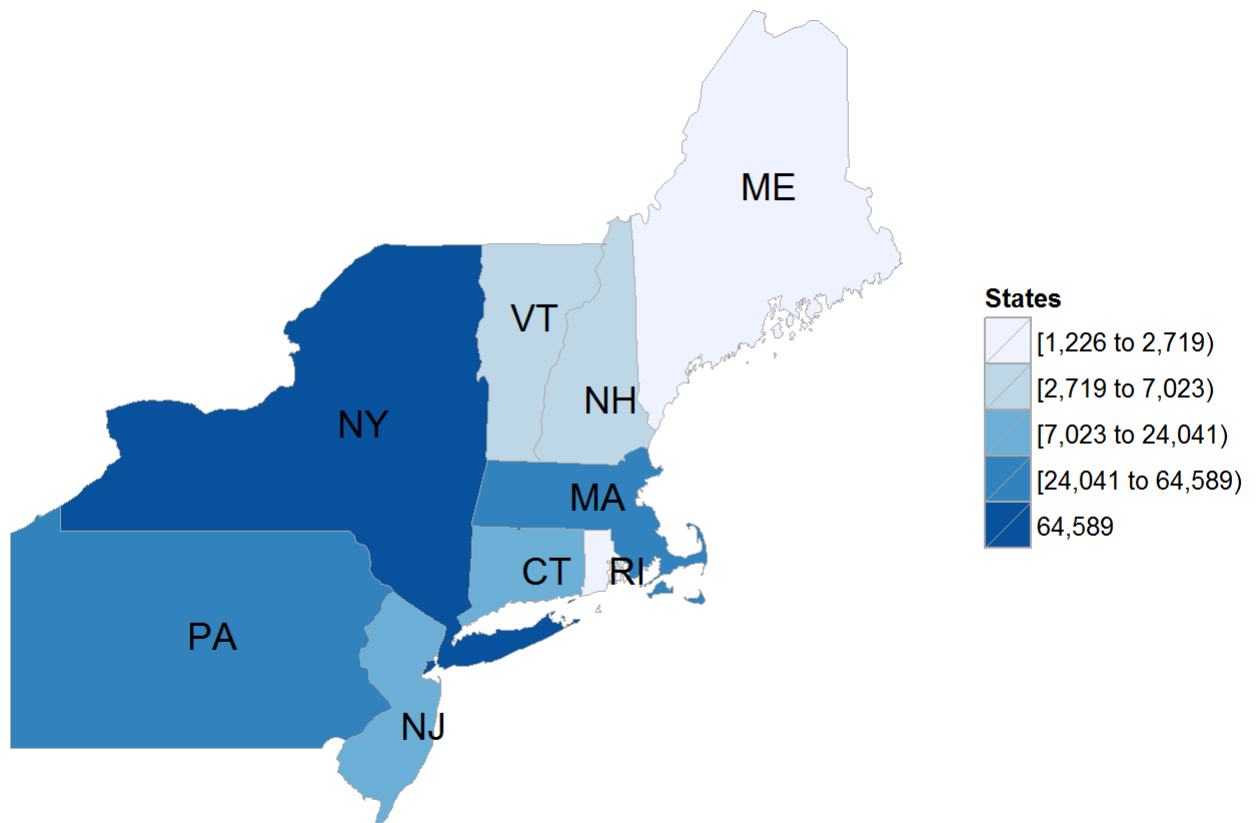 ME
VT
NH
NY
MA
CT
RI
PA
NJ
States
[1,226 to 2,719)
[2,719 to 7,023)
[7,023 to 24,041)
[24,041 to 64,589)
64,589